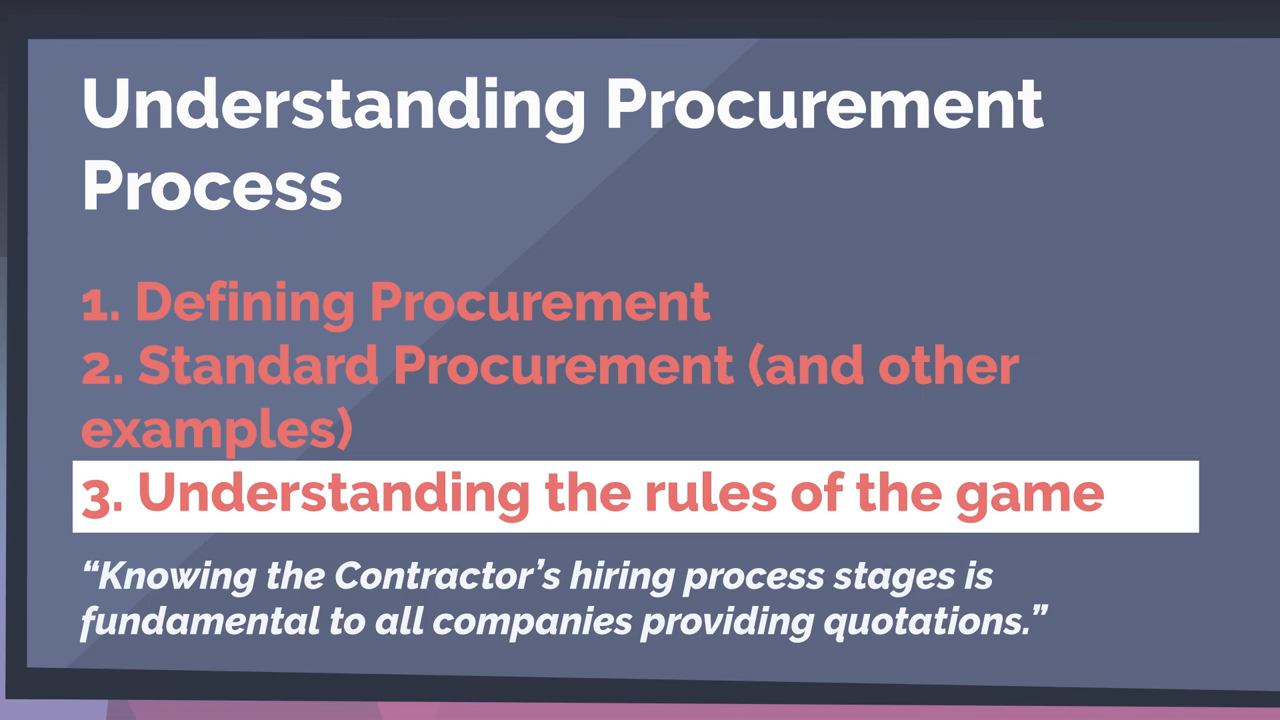 Understanding Procurement
Process
1. Defining Procurement
2. Standard Procurement (and other
examples)
3. Understanding the rules of the game
“Knowing the Contractor’s hiring process stages is
fundamental to all companies providing quotations.”